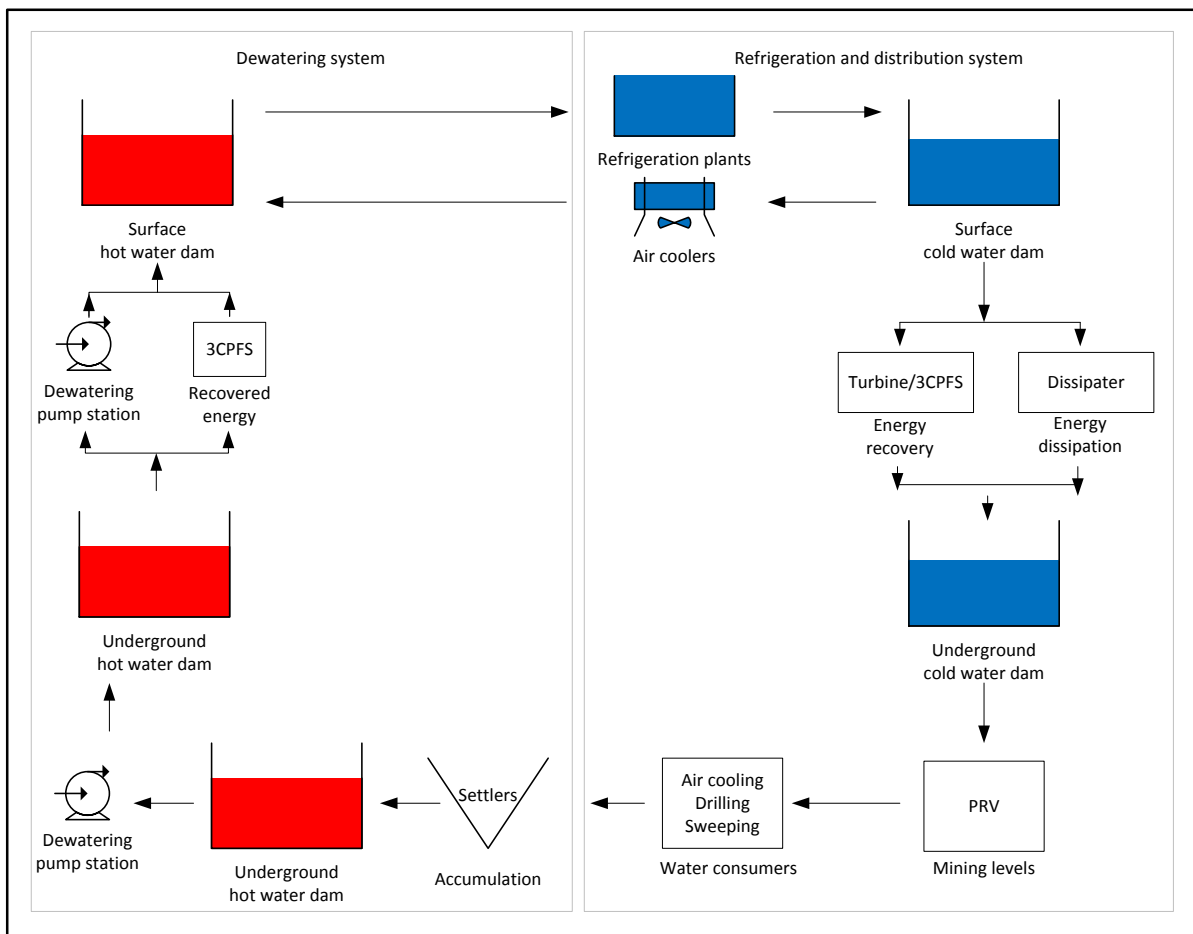 Dewatering system
Surface
hot water dam
3CPFS
Dewatering
pump station
Recovered
energy
Underground
hot water dam
Dewatering
pump station
Underground
hot water dam
Settlers
Accumulation
Refrigeration and distribution system
Refrigeration plants
Air coolers
Surface
cold water dam
Turbine/3CPFS
Energy
recovery
Dissipater
Energy
dissipation
Underground
cold water dam
Air cooling
Drilling
Sweeping
Water consumers
PRV
Mining levels